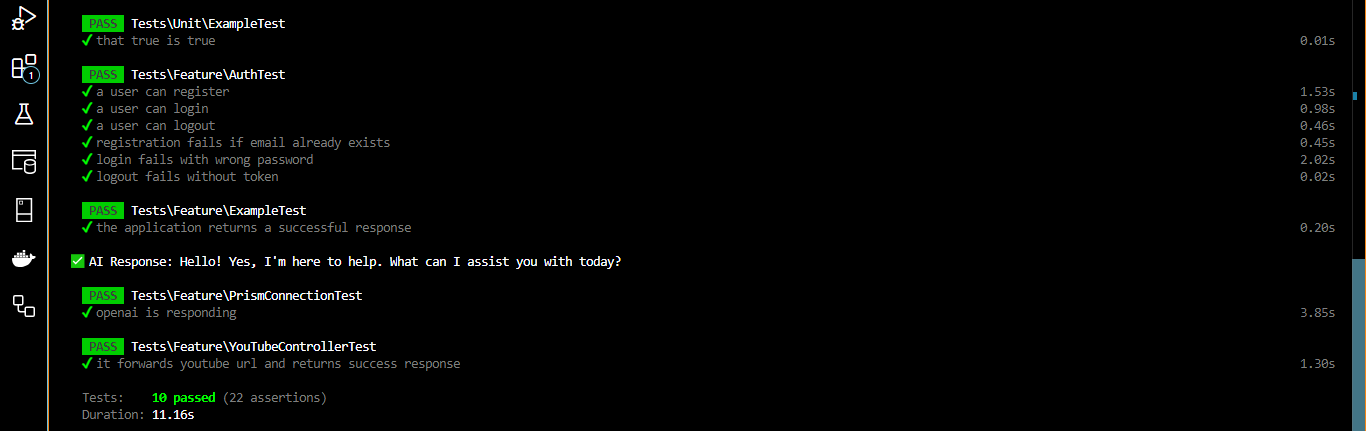 PASS Tests\Unit\ExampleTest
✓ that true is true 0.01s
PASS Tests\Feature\AuthTest
✓ a user can register 1.53s
✓ a user can login 0.98s
✓ a user can logout 0.46s
✓ registration fails if email already exists 0.45s
✓ login fails with wrong password 2.02s
✓ logout fails without token 0.02s
PASS Tests\Feature\ExampleTest
✓ the application returns a successful response 0.20s
✅ AI Response: Hello! Yes, I'm here to help. What can I assist you with today?
PASS Tests\Feature\PrismConnectionTest
✓ openai is responding 3.85s
PASS Tests\Feature\YouTubeControllerTest
✓ it forwards youtube url and returns success response 1.30s
Tests: 10 passed (22 assertions)
Duration: 11.16s
1